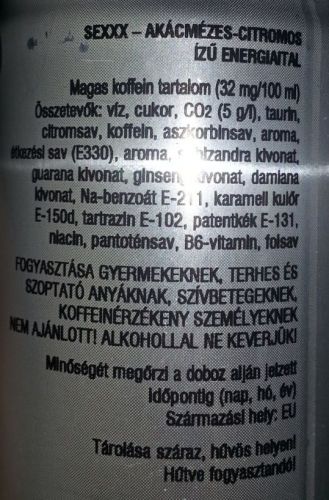 SEXXX – AKÁCMÉZES-CITROMOS
ÍZŰ ENERGIAITAL
Magas koffein tartalom (32 mg/100 ml)
Összetevők: víz, cukor, CO2 (5 g/l), taurin,
citromsav, koffein, aszkorbinsav, aroma,
étkezési sav (E330), aroma, kivonat,
guarana kivonat, ginseng kivonat, damiana
kivonat, Na-benzoát E-211, karamell kulőr
E-150d, tartrazin E-102, patentkék E-131,
niacin, pantoténsav, B6-vitamin, folsav
FOGYASZTÁSA GYERMEKEKNEK, TERHES ÉS
SZOPTATÓ ANYÁKNAK, SZÍVBETEGEKNEK,
KOFFEINÉRZÉKENY SZEMÉLYEKNEK
NEM AJÁNLOTT! ALKOHOLLAL NE KEVERJÜK!
Minőségét megőrzi a doboz alján jelzett
időpontig (nap, hó, év)
Származási hely: EU
Tárolása száraz, hűvös helyen!
Hűtve fogyasztandó!